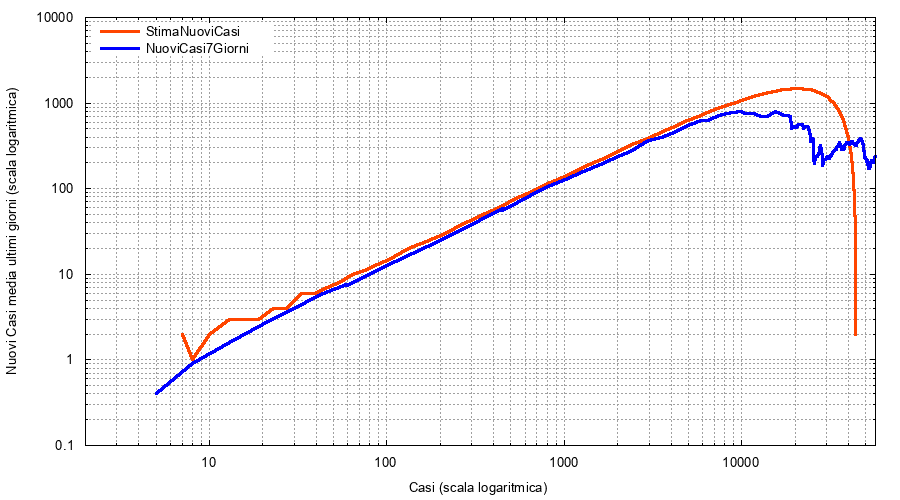 10000
1000
100
10
1
0.1
StimaNuoviCasi
NuoviCasi7Giorni
Nuovi Casi media ultimi giorni (scala logaritmica)
10
100
1000
10000
Casi (scala logaritmica)